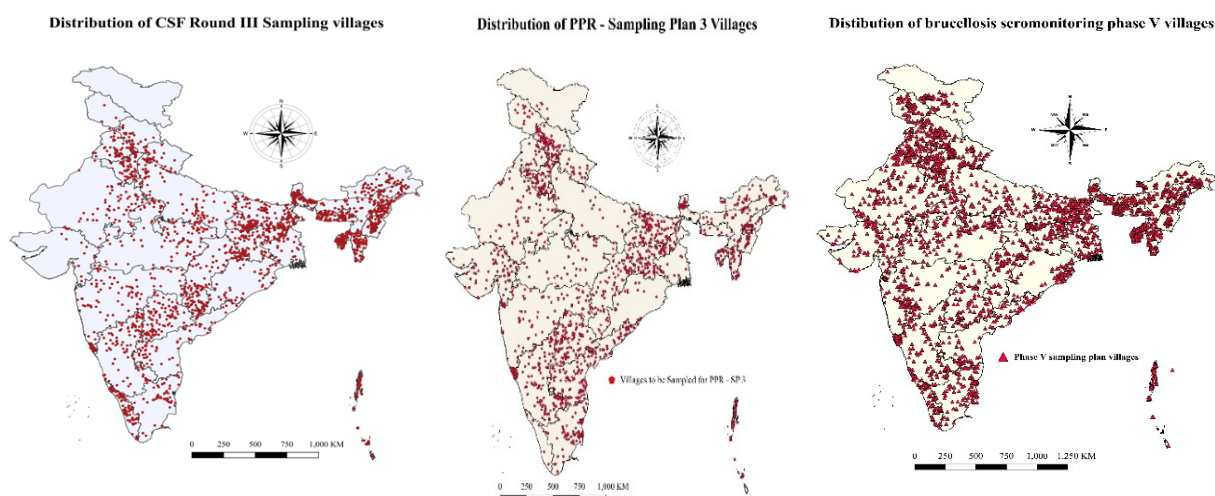 Distribution of CSF Round III Sampling villages
Distribution of PPR - Sampling Plan 3 Villages
Distibution of brucellosis seromonitoring phase V villages
N
W E
S
W E
N
W E
S
Villages to be Sampled for PPR - SP 3
Phase V sampling plan villages
0 250 500 750 1,000 KM
0 250 500 750 1,000 KM
0 250 500 750 1,000 1,250 KM